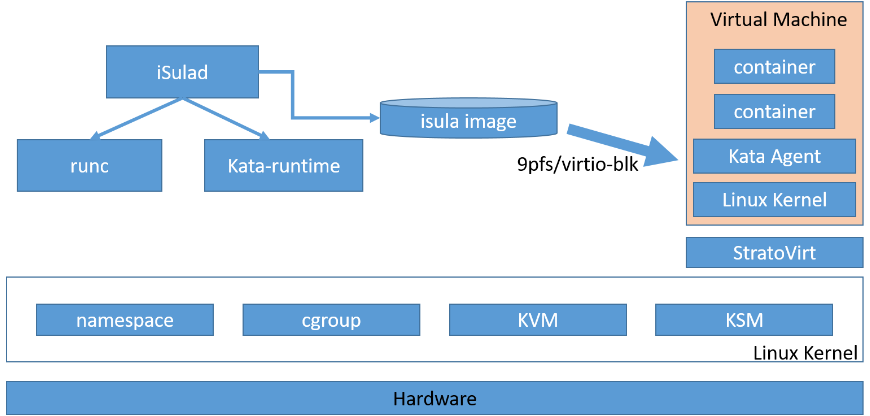 Virtual Machine
iSulad
container
isula image
container
runc
Kata-runtime
9pfs/virtio-blk
Kata Agent
Linux Kernel
StratoVirt
namespace
cgroup
KVM
KSM
Linux Kernel
Hardware